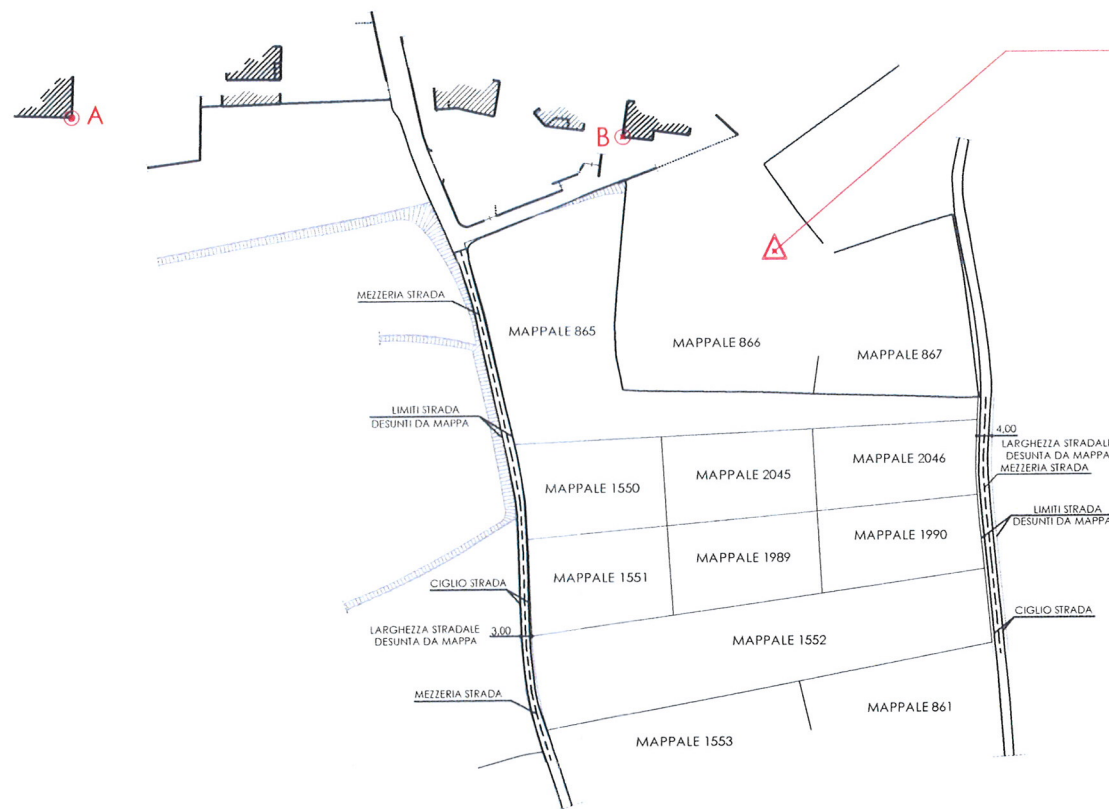 A
B
MEZZERIA STRADA
MAPPALE 865
MAPPALE 866
MAPPALE 867
LIMITI STRADA
DESUNTI DA MAPPA
4,00
LARGHEZZA STRADALE
DESUNTA DA MAPPA
MEZZERIA STRADA
MAPPALE 1550
MAPPALE 2045
MAPPALE 2046
LIMITI STRADA
DESUNTI DA MAPPA
MAPPALE 1551
MAPPALE 1989
MAPPALE 1990
CIGLIO STRADA
CIGLIO STRADA
LARGHEZZA STRADALE
DESUNTA DA MAPPA
3,00
MAPPALE 1552
MEZZERIA STRADA
MAPPALE 1553
MAPPALE 861